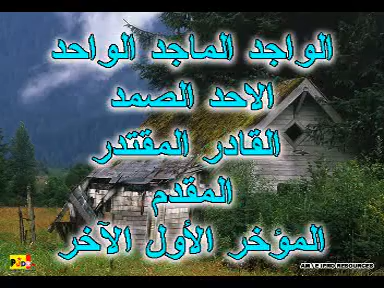 الواجد الماجد الواحد
الاحد الصمد
القادر المقتدر
المقدم
المؤخر الأول الآخر